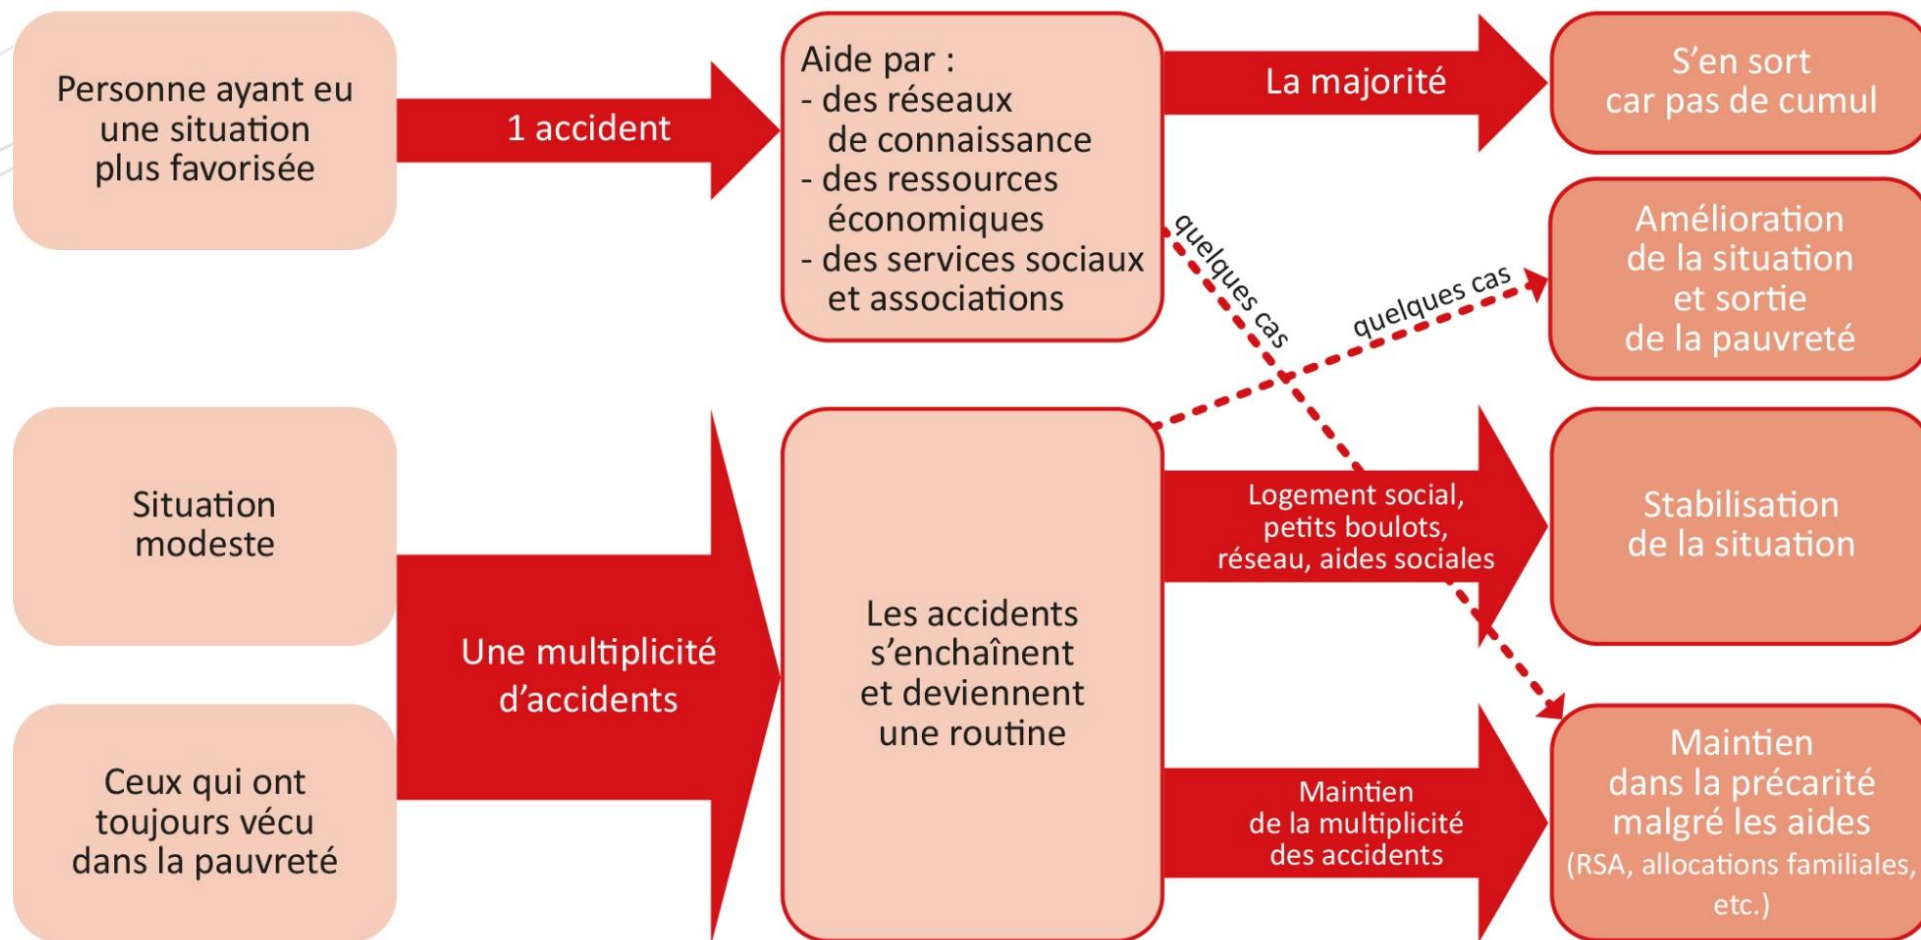 Personne ayant eu
une situation
plus favorisée
1 accident
Aide par :
- des réseaux
de connaissance
- des ressources
économiques
- des services sociaux
et associations
La majorité
S’en sort
car pas de cumul
quelques cas
quelques cas
Amélioration
de la situation
et sortie
de la pauvreté
Situation
modeste
Ceux qui ont
toujours vécu
dans la pauvreté
Une multiplicité
d’accidents
Les accidents
s’enchaînent
et deviennent
une routine
Logement social,
petits boulots,
réseau, aides sociales
Stabilisation
de la situation
Maintien
de la multiplicité
des accidents
Maintien
dans la précarité
malgré les aides
(RSA, allocations familiales,
etc.)